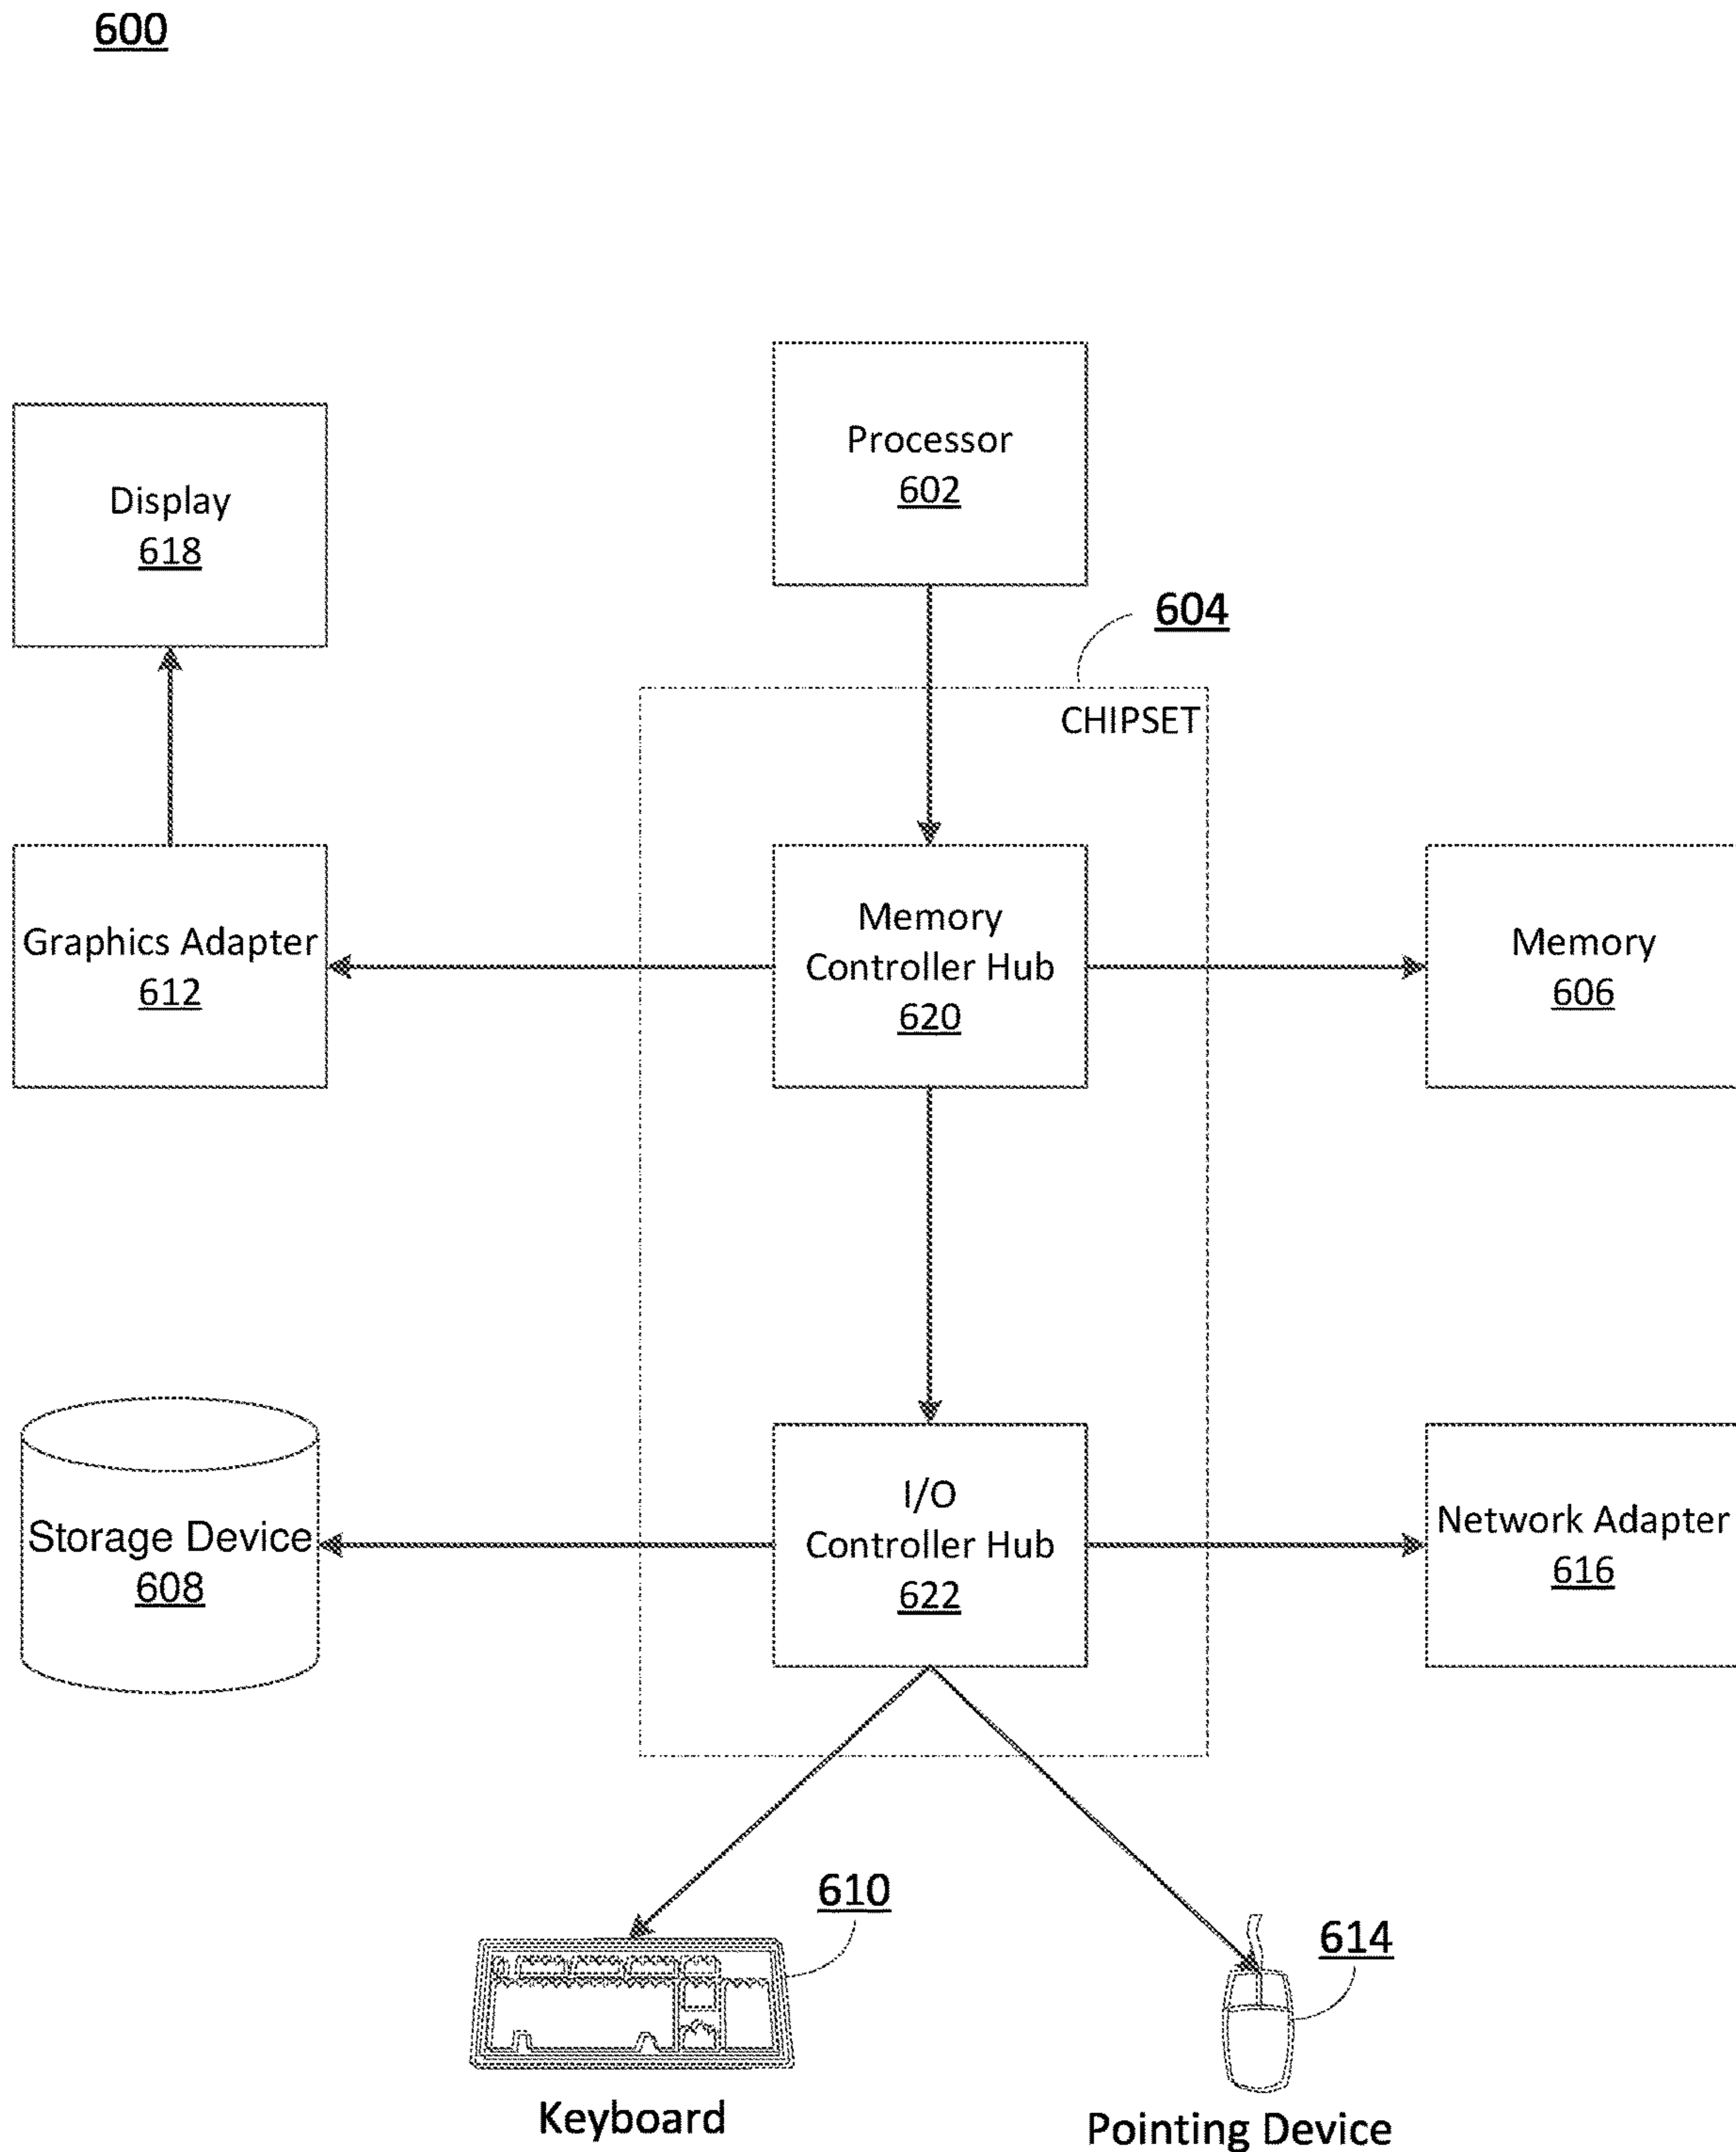 600
Processor
602
Display
618
604
CHIPSET
Memory
Controller Hub
620
Graphics Adapter
612
Memory
606
I/O
Controller Hub
622
Storage Device
608
Network Adapter
616
610
614
Keyboard
Pointing Device